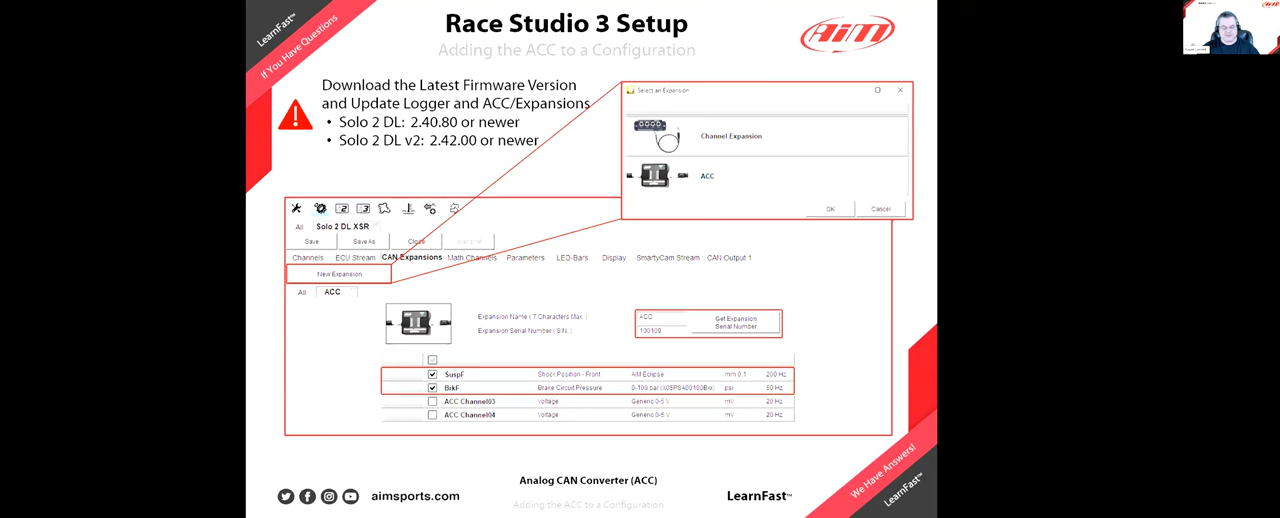 LearnFast™
If You Have Questions
Race Studio 3 Setup
Adding the ACC to a Configuration
AiM
Download the Latest Firmware Version
and Update Logger and ACC/Expansions
• Solo 2 DL: 2.40.80 or newer
• Solo 2 DL v2: 2.42.00 or newer
Select an Expansion
Channel Expansion
ACC
OK Cancel
All Solo 2 DL XSR
Save Save As Close Transmit
Channels ECU Stream CAN Expansions Math Channels Parameters LED-Bars Display SmartyCam Stream CAN Output 1
New Expansion
All ACC
Expansion Name ( 7 Characters Max. ) ACC
Expansion Serial Number ( S.N. ) 100109
Get Expansion
Serial Number
SuspF Shock Position - Front AiM Eclipse mm 0.1 200 Hz
BrkF Brake Circuit Pressure 0-100 bar (X05PSA00100Bxx) psi 50 Hz
ACC Channel03 Voltage Generic 0-5 V mV 20 Hz
ACC Channel04 Voltage Generic 0-5 V mV 20 Hz
We Have Answers!
LearnFast™
aimsports.com
Analog CAN Converter (ACC)
Adding the ACC to a Configuration
LearnFast™